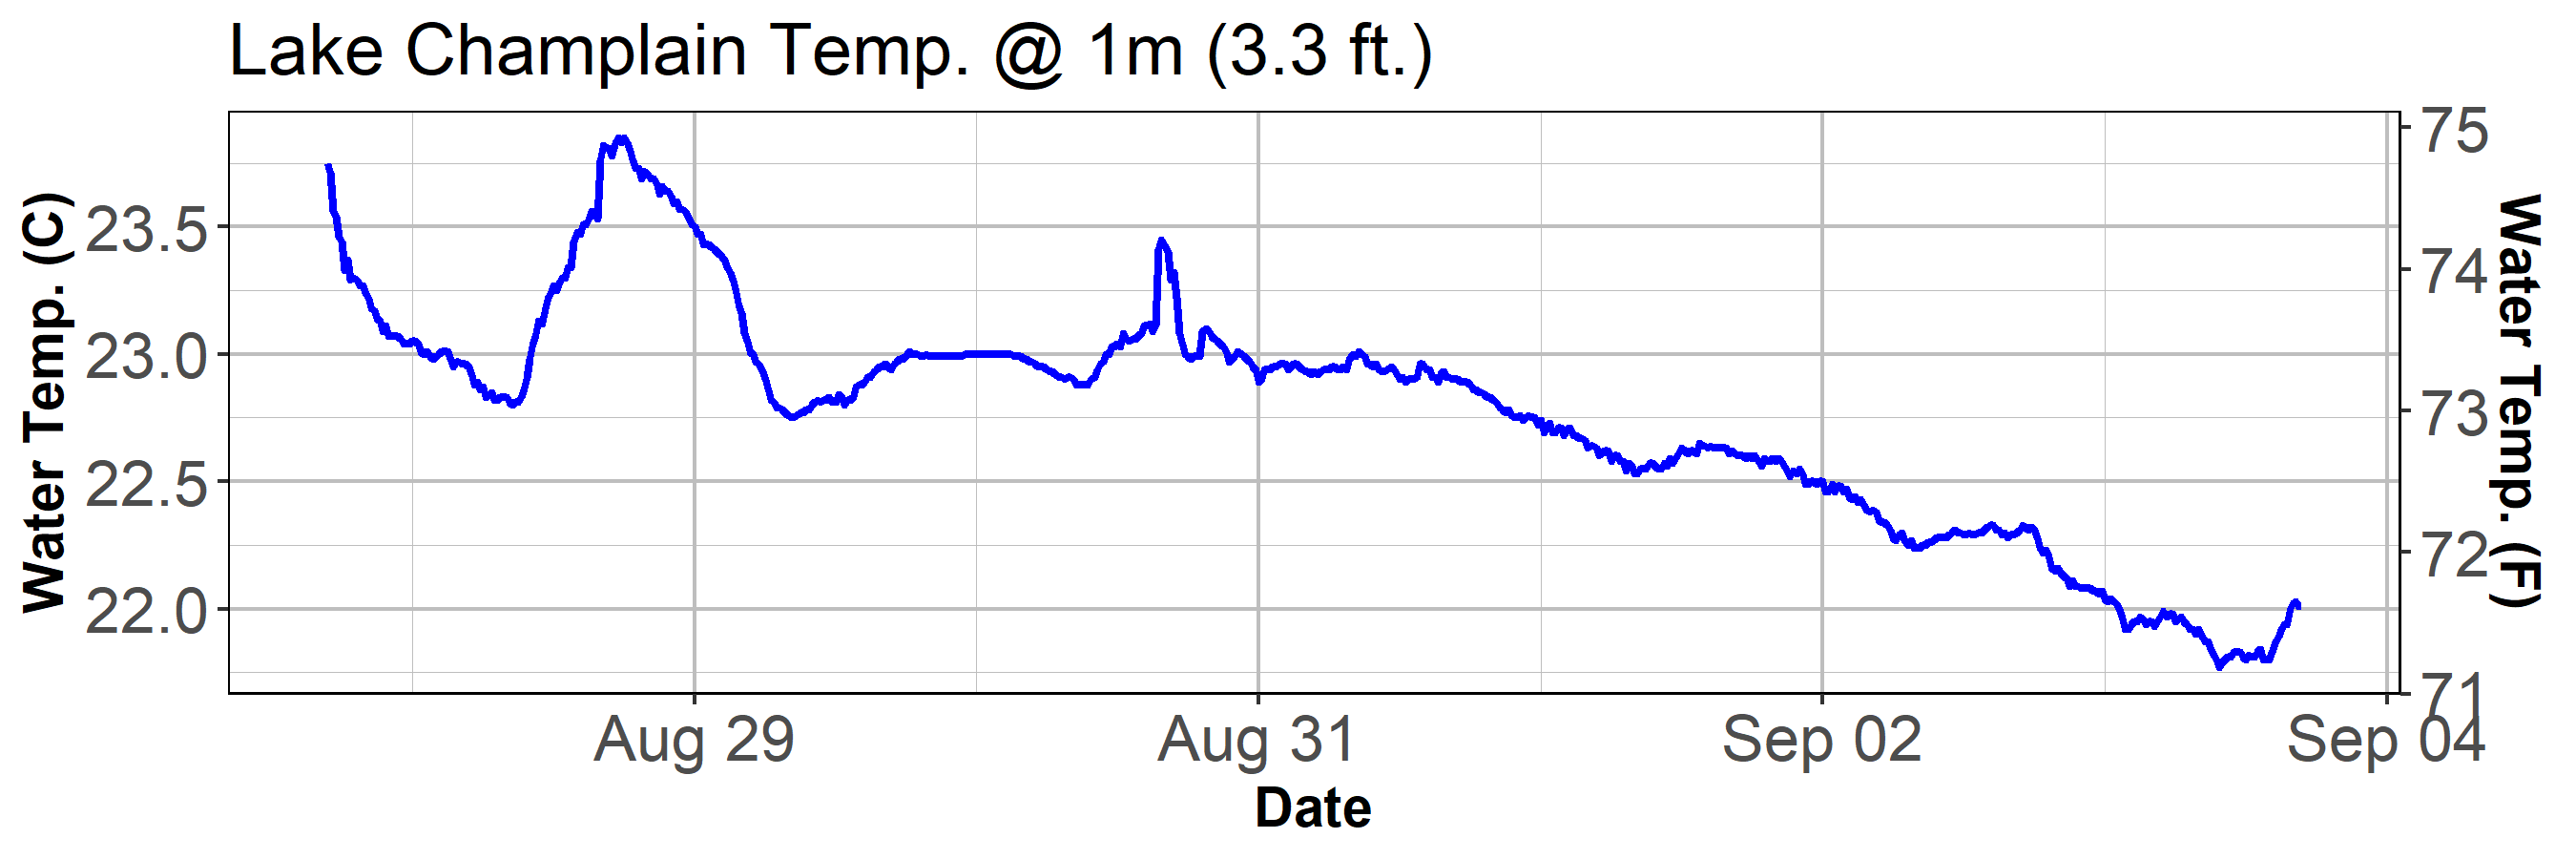 Lake Champlain Temp. @ 1m (3.3 ft.)
Water Temp. (C)
23.5
23.0
22.5
22.0
75
74
73
72
71
Water Temp. (F)
Aug 29 Aug 31 Sep 02 Sep 04
Date